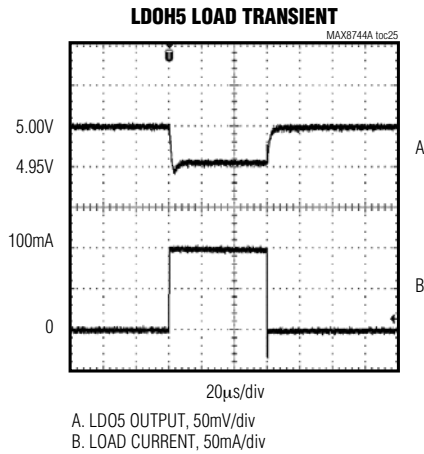 LDOH5 LOAD TRANSIENT
MAX8744A toc25
T
5.00V
A
4.95V
100mA
B
0
20µs/div
A. LDO5 OUTPUT, 50mV/div
B. LOAD CURRENT, 50mA/div